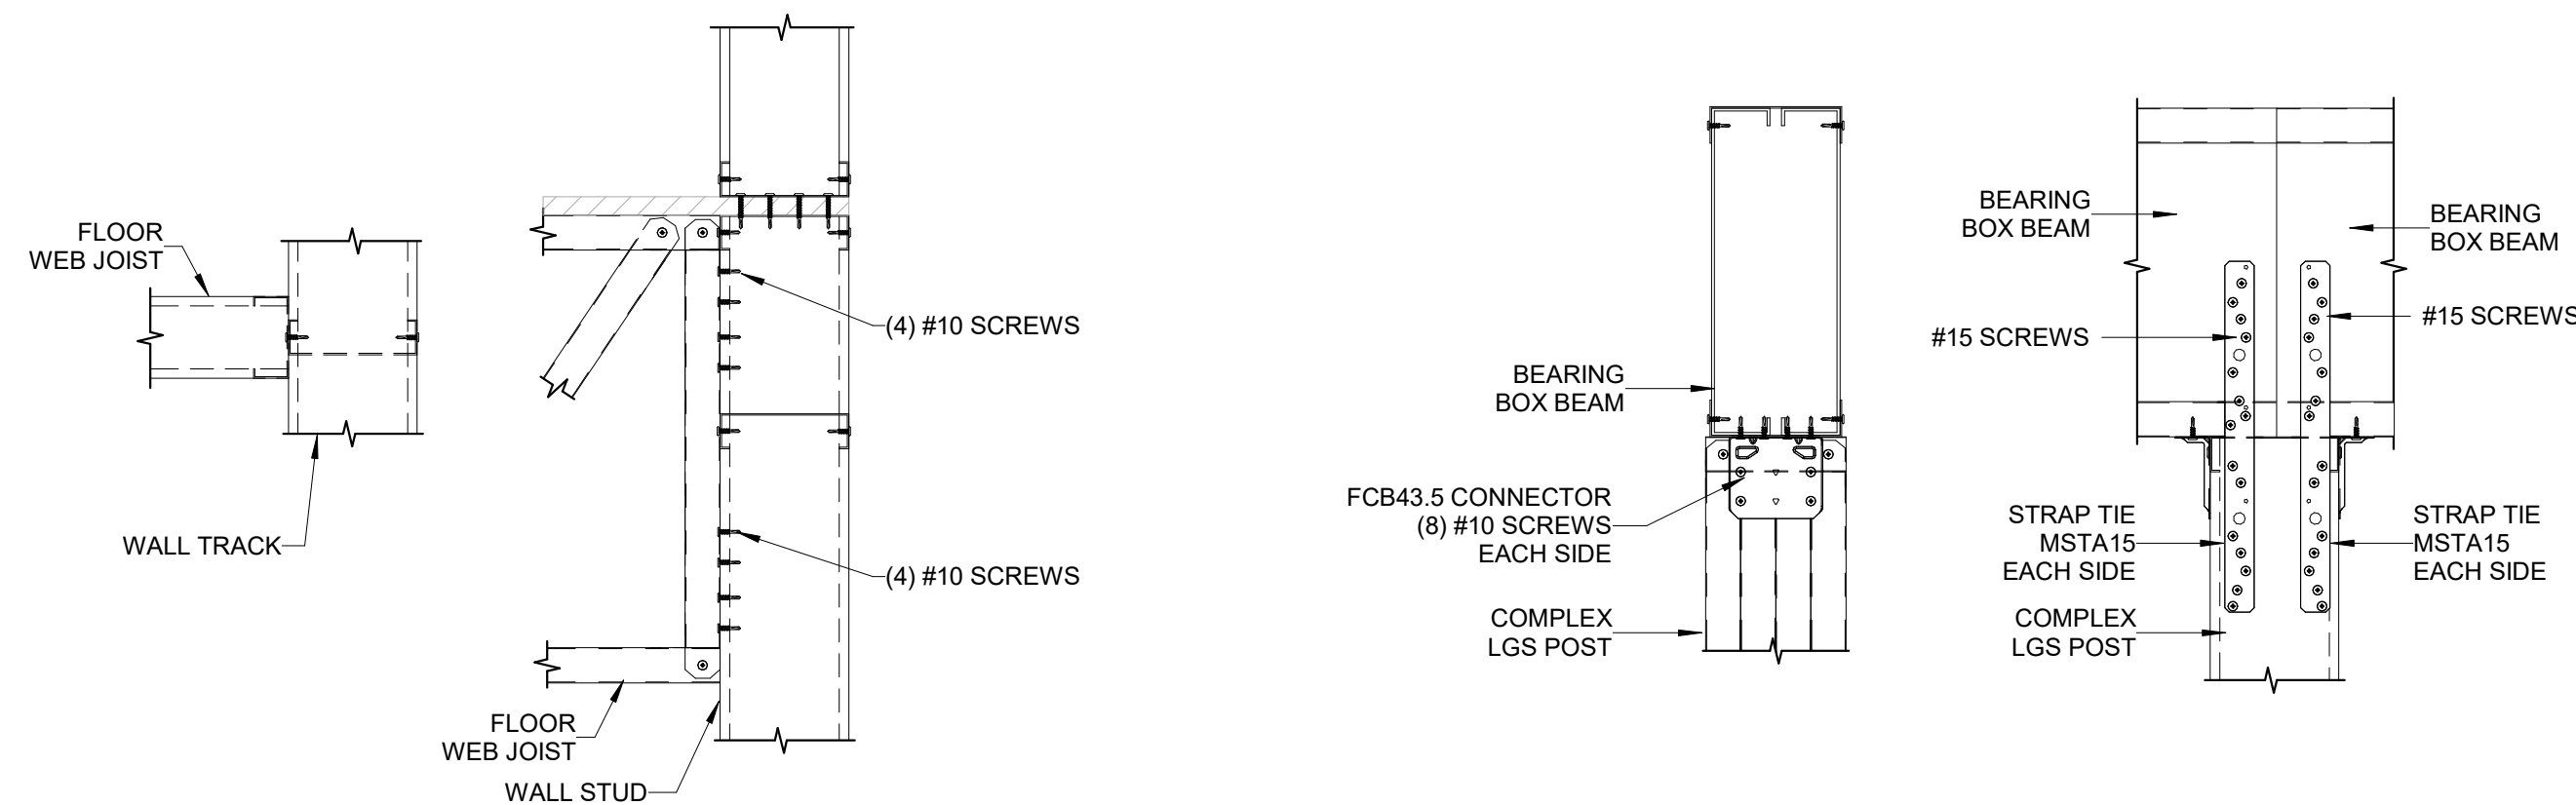 FLOOR
WEB JOIST
WALL TRACK
(4) #10 SCREWS
(4) #10 SCREWS
FLOOR
WEB JOIST
WALL STUD
BEARING
BOX BEAM
FCB43.5 CONNECTOR
(8) #10 SCREWS
EACH SIDE
COMPLEX
LGS POST
BEARING
BOX BEAM
BEARING
BOX BEAM
#15 SCREWS
#15 SCREWS
STRAP TIE
MSTA15
EACH SIDE
STRAP TIE
MSTA15
EACH SIDE
COMPLEX
LGS POST